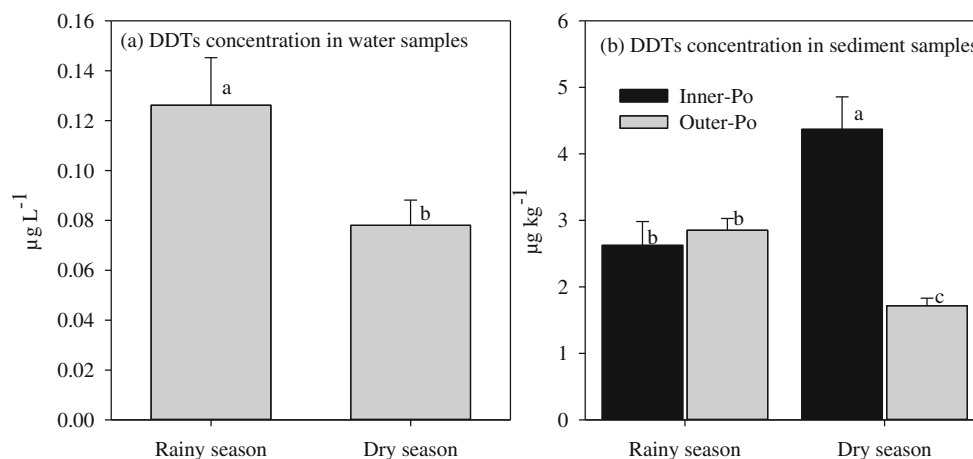 (a) DDTs concentration in water samples
µg L-1
0.16
0.14
0.12
0.10
0.08
0.06
0.04
0.02
0.00
a
b
Rainy season
Dry season
(b) DDTs concentration in sediment samples
µg kg-1
6
5
4
3
2
1
0
Inner-Po
Outer-Po
b
b
a
c
Rainy season
Dry season